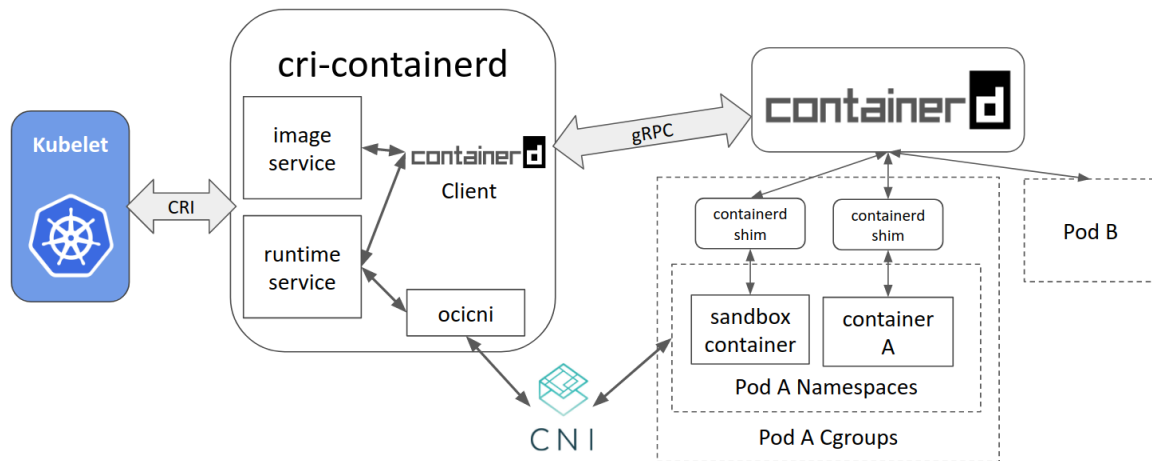 cri-containerd
Kubelet
CRI
image
service
runtime
service
containerd
Client
ocicni
gRPC
containerd
containerd
shim
containerd
shim
sandbox
container
container
A
Pod A Namespaces
Pod A Cgroups
Pod B
CNI